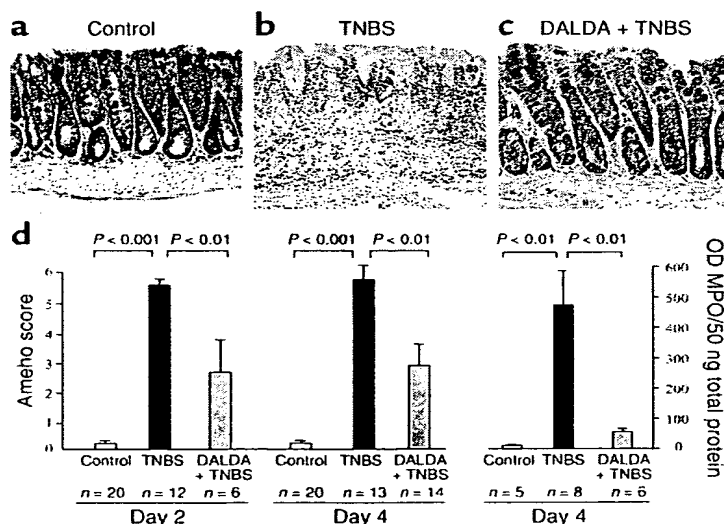 a Control
b TNBS
c DALDA + TNBS
d
P < 0.001 P < 0.01
P < 0.001 P < 0.01
P < 0.01 P < 0.01
Ameho score
6
5
4
3
2
1
0
600
500
400
300
200
100
0
OD MPO/50 ng total protein
Control TNBS DALDA + TNBS
n = 20 n = 12 n = 6
Day 2
Control TNBS DALDA + TNBS
n = 20 n = 13 n = 14
Day 4
Control TNBS DALDA + TNBS
n = 5 n = 8 n = 6
Day 4